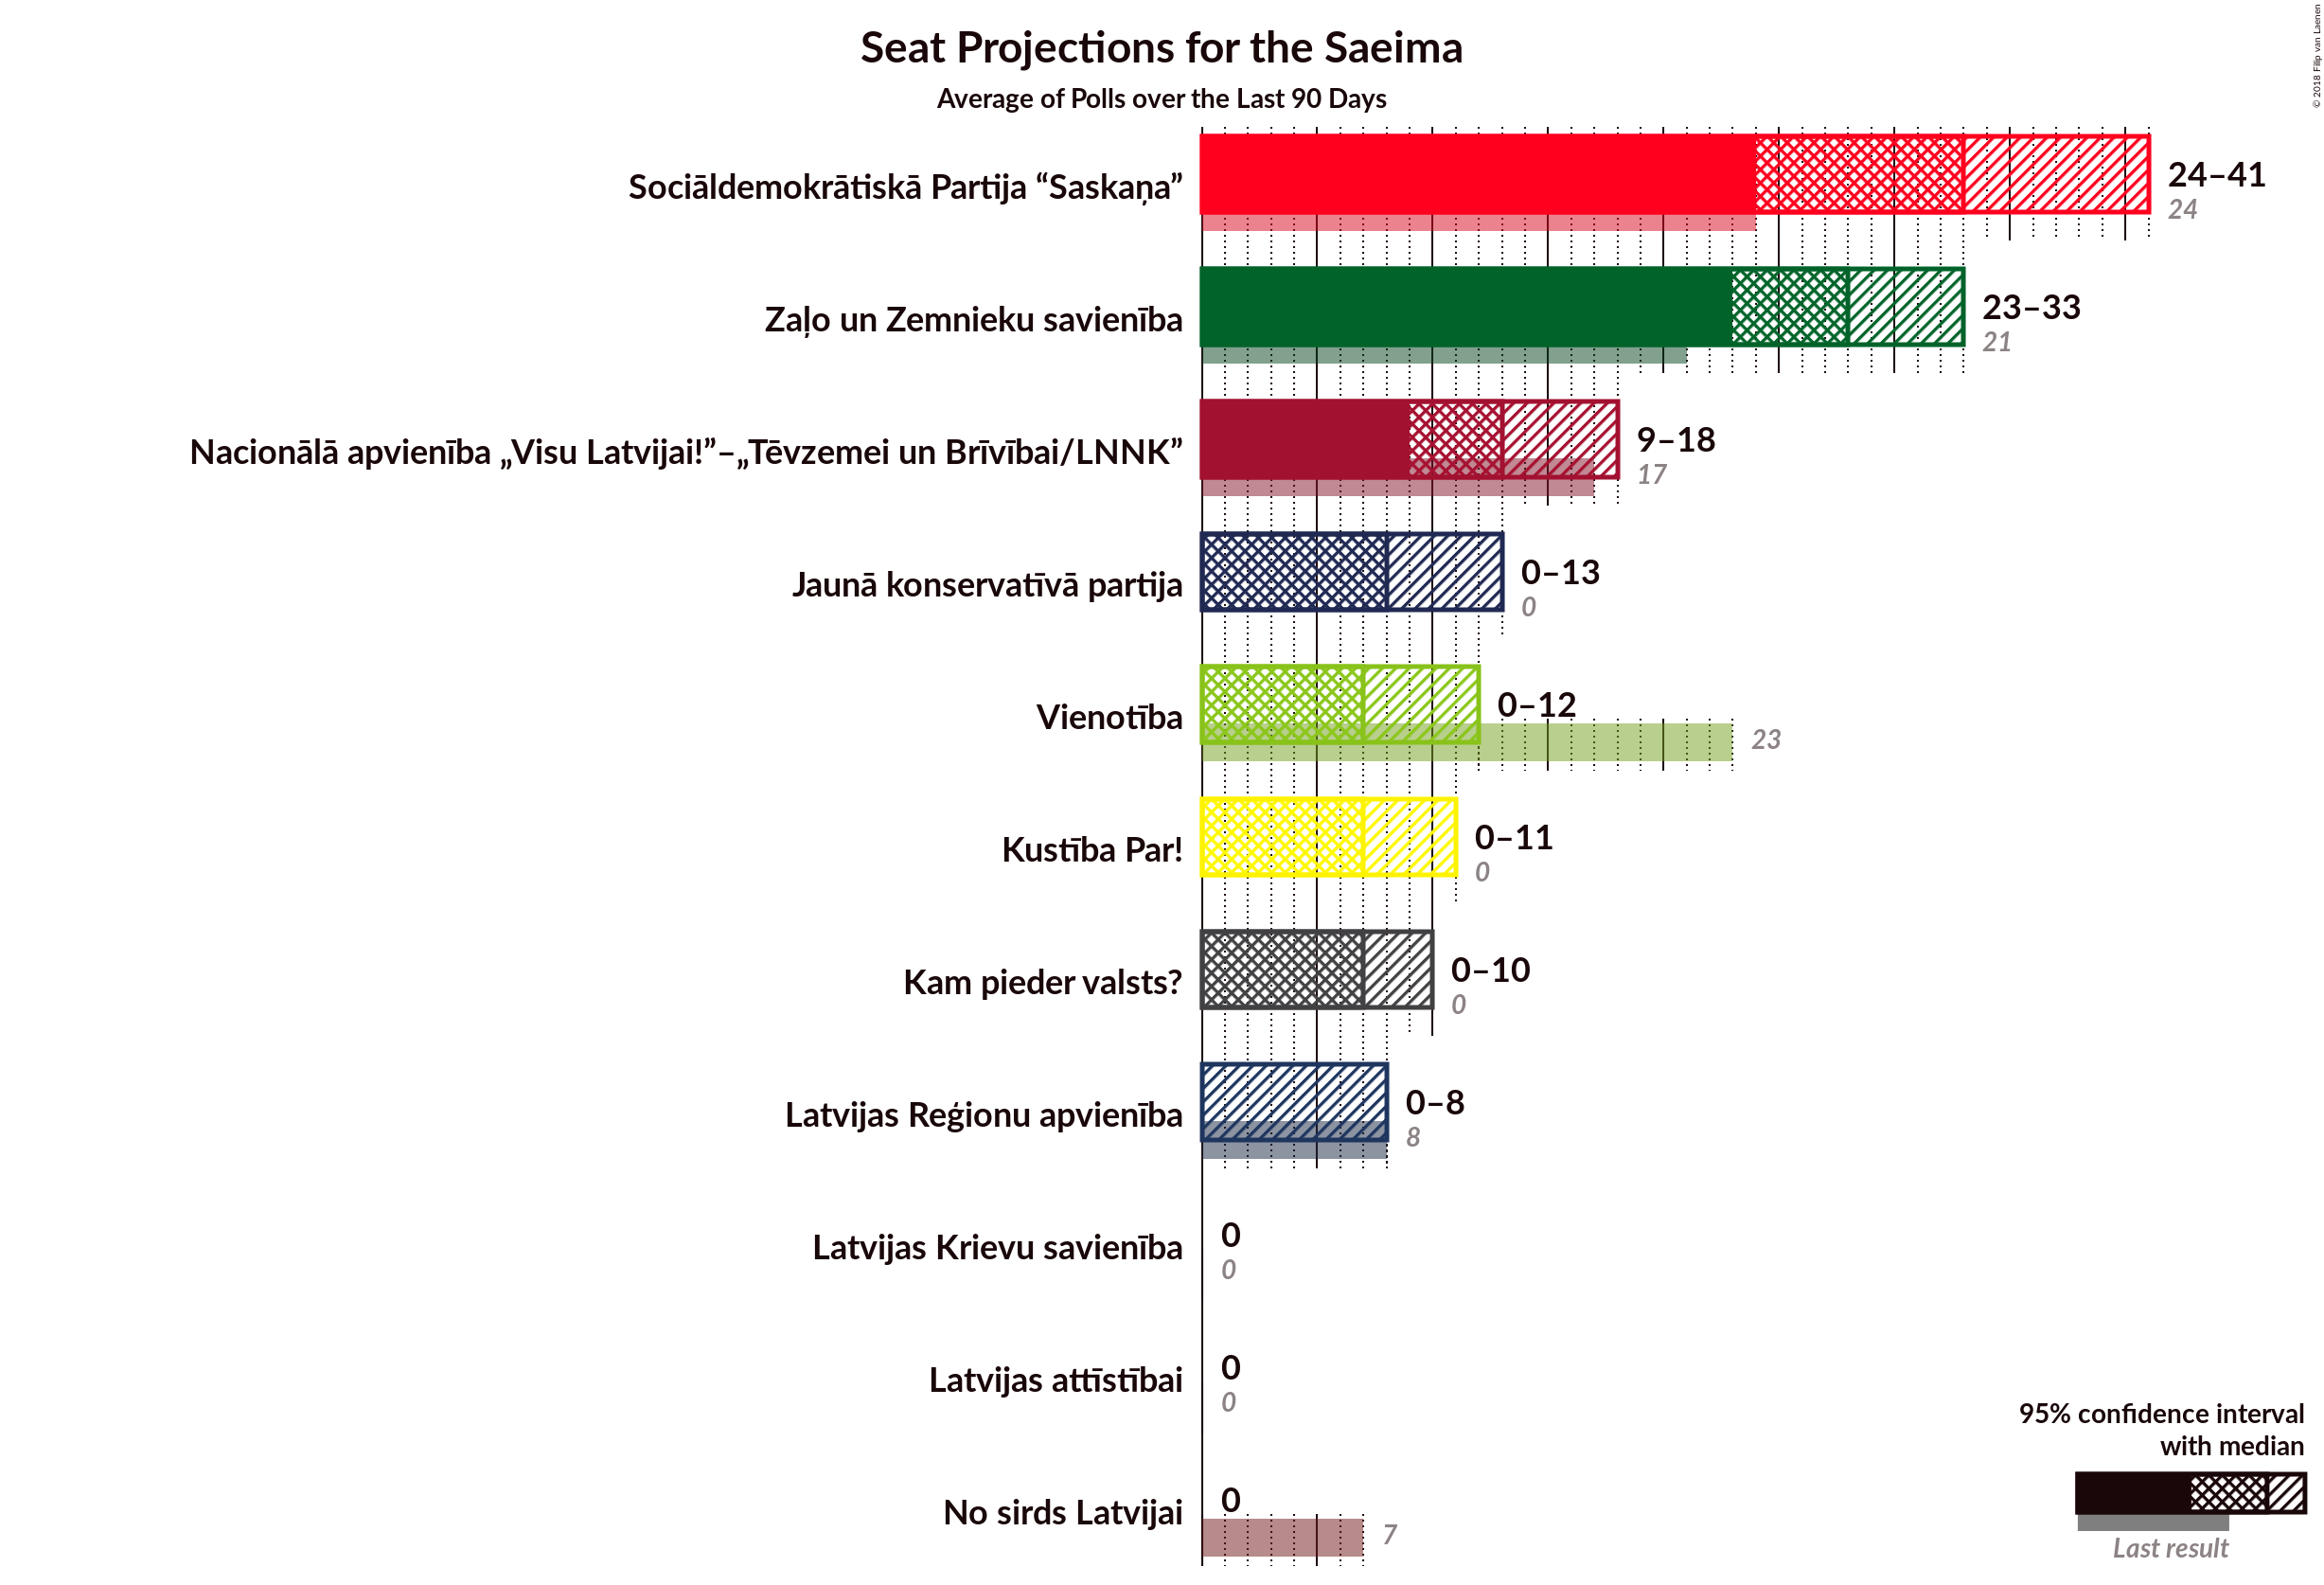 Seat Projections for the Saeima
Average of Polls over the Last 90 Days
© 2018 Filip van Laenen
Sociāldemokrātiskā Partija “Saskaņa”
24–41
24
Zaļo un Zemnieku savienība
23–33
21
Nacionālā apvienība „Visu Latvijai!”–„Tēvzemei un Brīvībai/LNNK”
9–18
17
Jaunā konservatīvā partija
0–13
0
Vienotība
0–12
23
Kustība Par!
0–11
0
Kam pieder valsts?
0–10
0
Latvijas Reģionu apvienība
0–8
8
Latvijas Krievu savienība
0
0
Latvijas attīstībai
0
0
No sirds Latvijai
0
7
95% confidence interval
with median
Last result